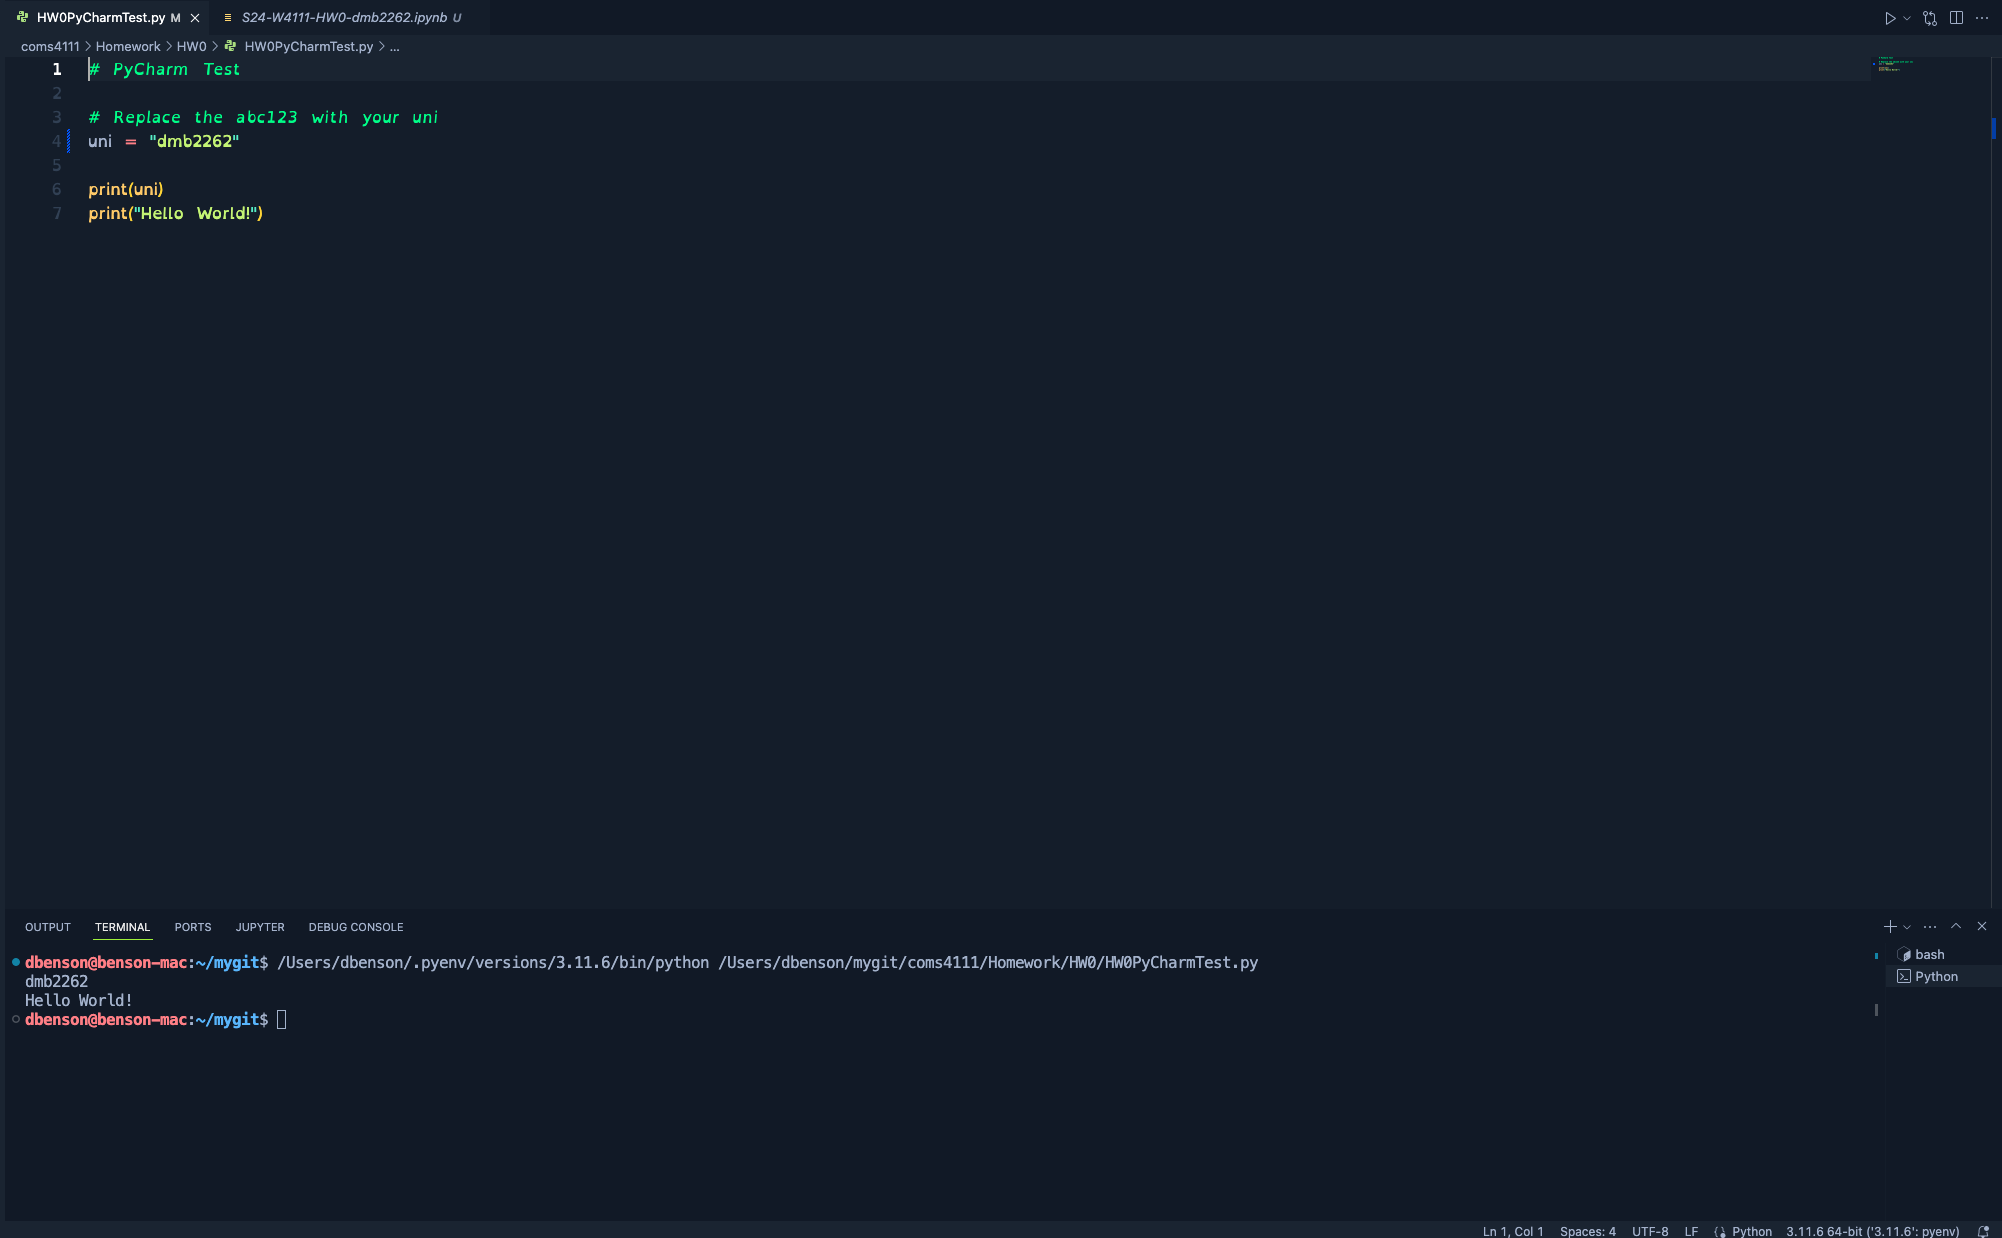 HW0PyCharmTest.py M
S24-W4111-HW0-dmb2262.ipynb U
coms4111 > Homework > HW0 > HW0PyCharmTest.py > ...
1 # PyCharm Test
2
3 # Replace the abc123 with your uni
4 uni = "dmb2262"
5
6 print(uni)
7 print("Hello World!")
OUTPUT TERMINAL PORTS JUPYTER DEBUG CONSOLE
dbenson@benson-mac:~/mygit$ /Users/dbenson/.pyenv/versions/3.11.6/bin/python /Users/dbenson/mygit/coms4111/Homework/HW0/HW0PyCharmTest.py
dmb2262
Hello World!
dbenson@benson-mac:~/mygit$
bash
Python
Ln 1, Col 1 Spaces: 4 UTF-8 LF {} Python 3.11.6 64-bit ('3.11.6': pyenv)